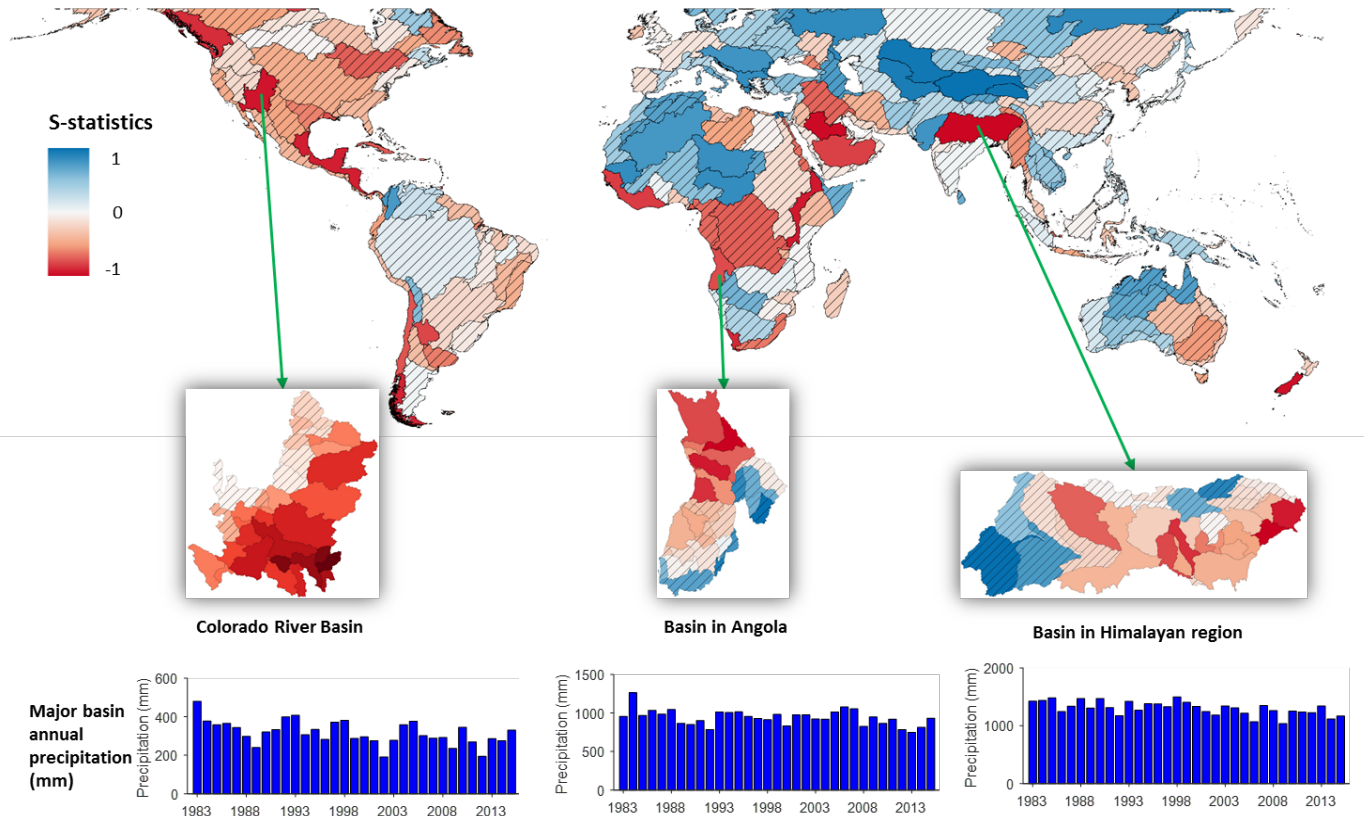 S-statistics
1
0
-1
Colorado River Basin
Basin in Angola
Basin in Himalayan region
Major basin
annual
precipitation
(mm)
Precipitation (mm)
600
400
200
0
1983 1988 1993 1998 2003 2008 2013
Precipitation (mm)
1500
1000
500
0
1983 1988 1993 1998 2003 2008 2013
Precipitation (mm)
2000
1000
0
1983 1988 1993 1998 2003 2008 2013